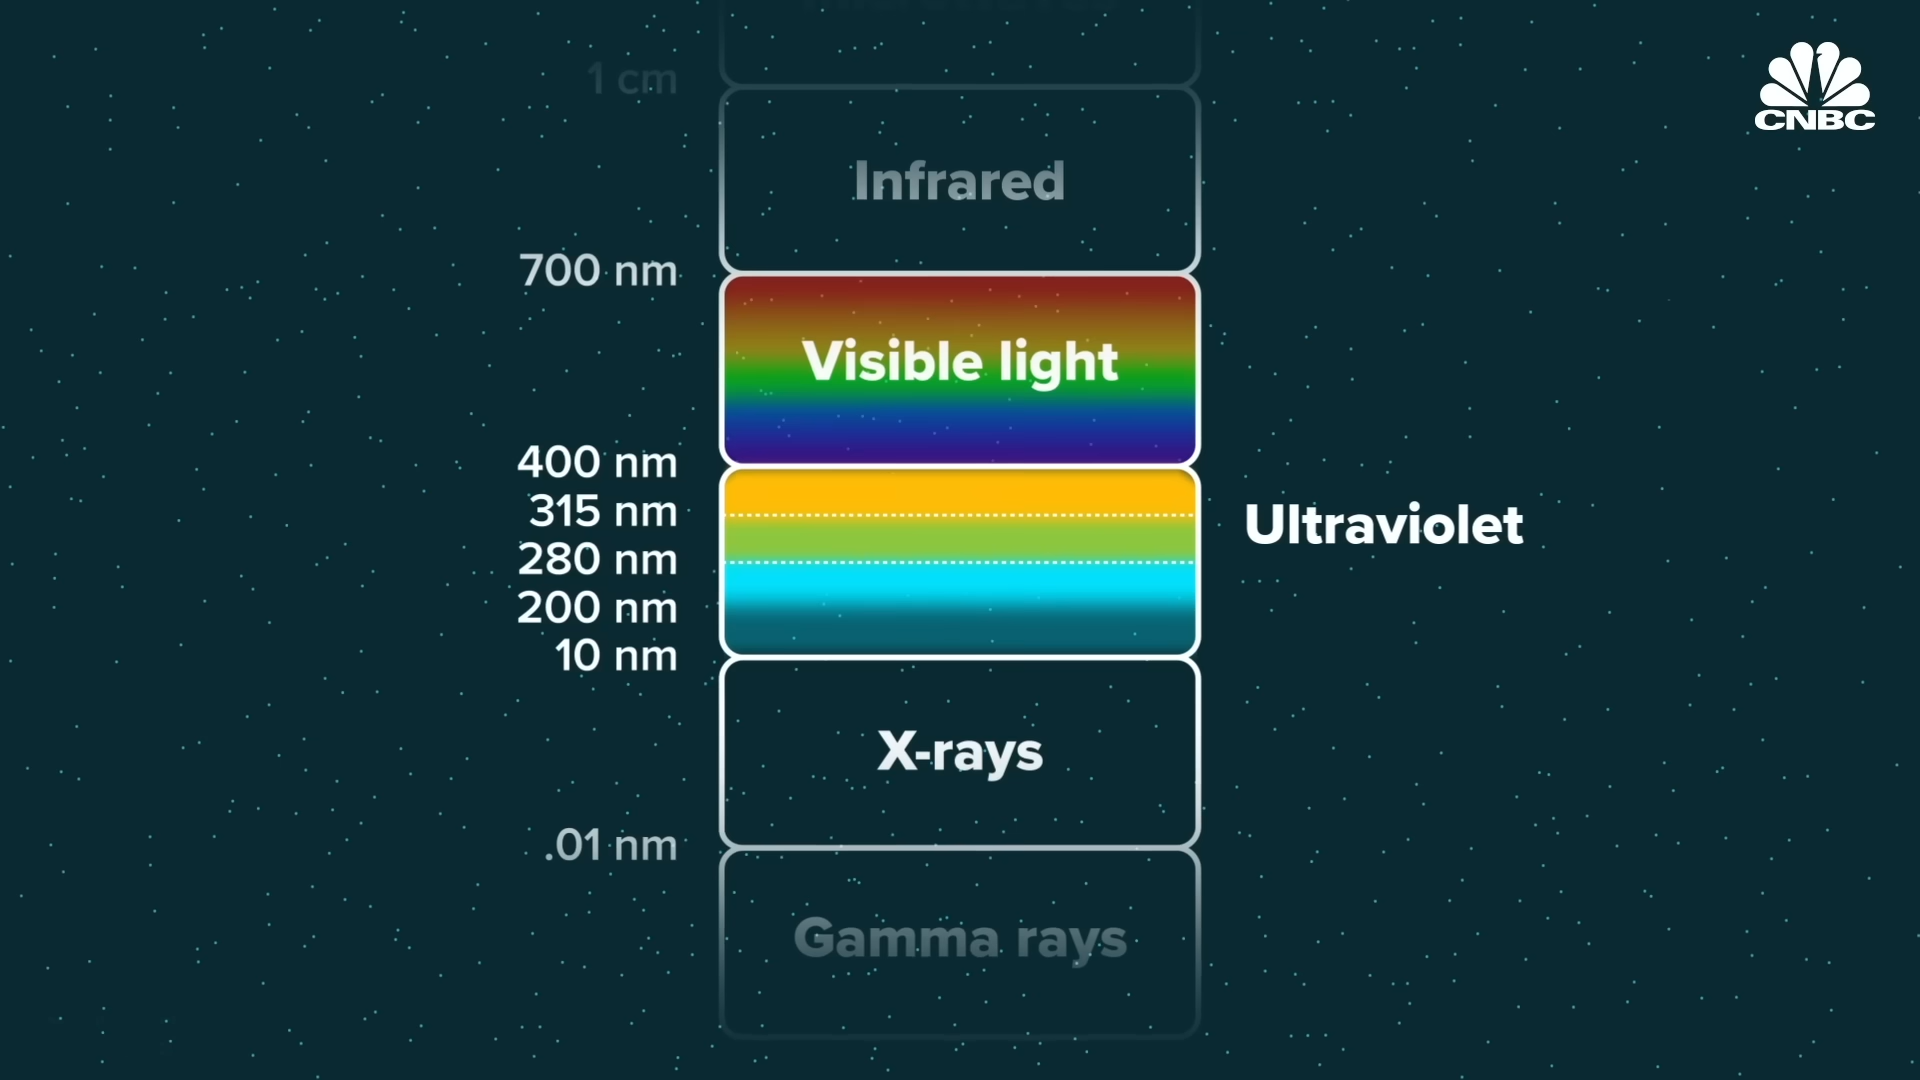 1 cm
CNBC
Infrared
700 nm
Visible light
400 nm
315 nm
Ultraviolet
280 nm
200 nm
10 nm
X-rays
.01 nm
Gamma rays